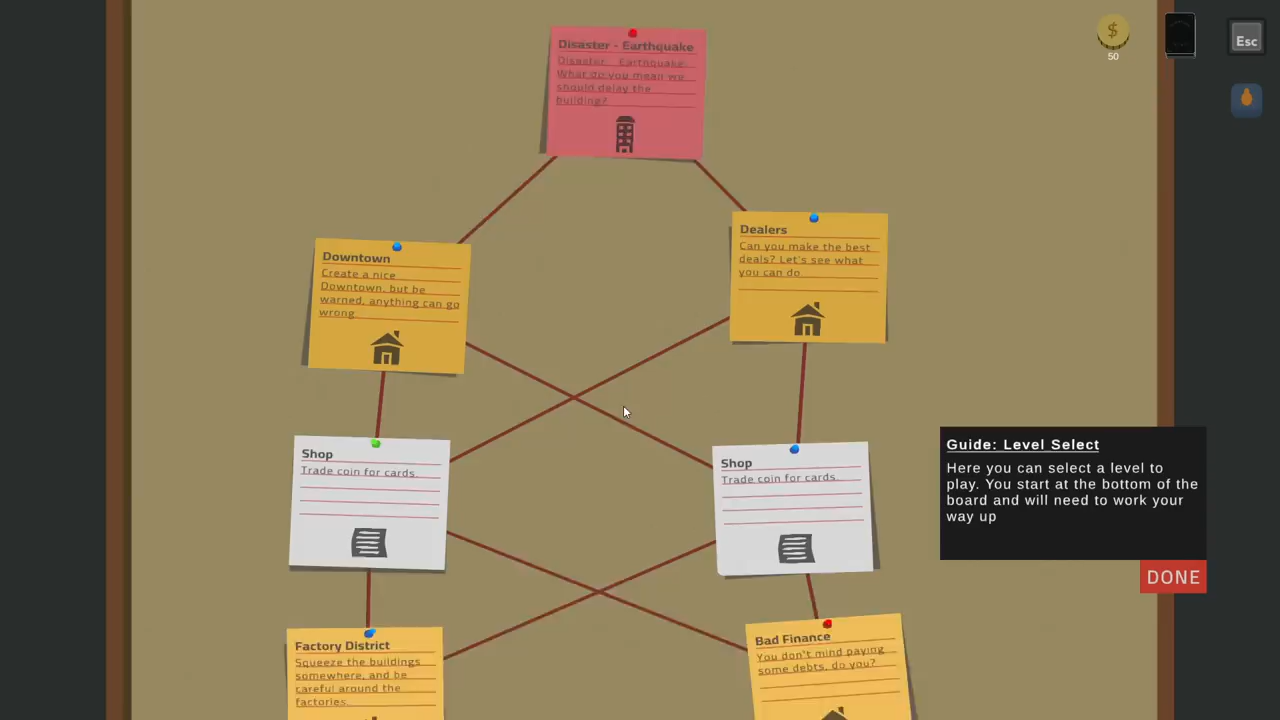 Disaster - Earthquake
Disaster. Earthquake.
What do you mean we
should delay the
building?
50
Esc
Dealers
Can you make the best
deals? Let's see what
you can do.
Downtown
Create a nice
Downtown, but be
warned, anything can go
wrong.
Shop
Trade coin for cards.
Shop
Trade coin for cards.
Guide: Level Select
Here you can select a level to
play. You start at the bottom of the
board and will need to work your
way up
DONE
Factory District
Squeeze the buildings
somewhere, and be
careful around the
factories.
Bad Finance
You don't mind paying
some debts, do you?